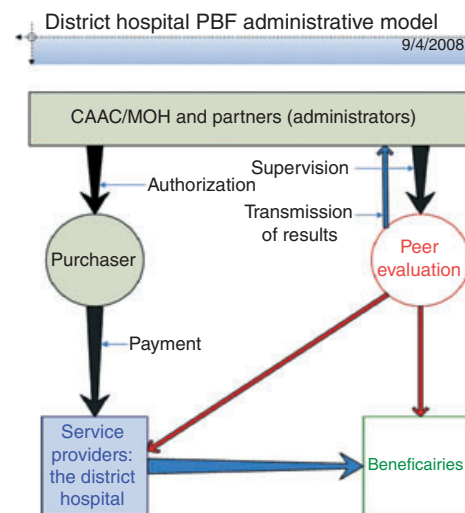 District hospital PBF administrative model
9/4/2008
CAAC/MOH and partners (administrators)
Supervision
Authorization
Transmission
of results
Purchaser
Peer
evaluation
Payment
Service
providers:
the district
hospital
Beneficairies